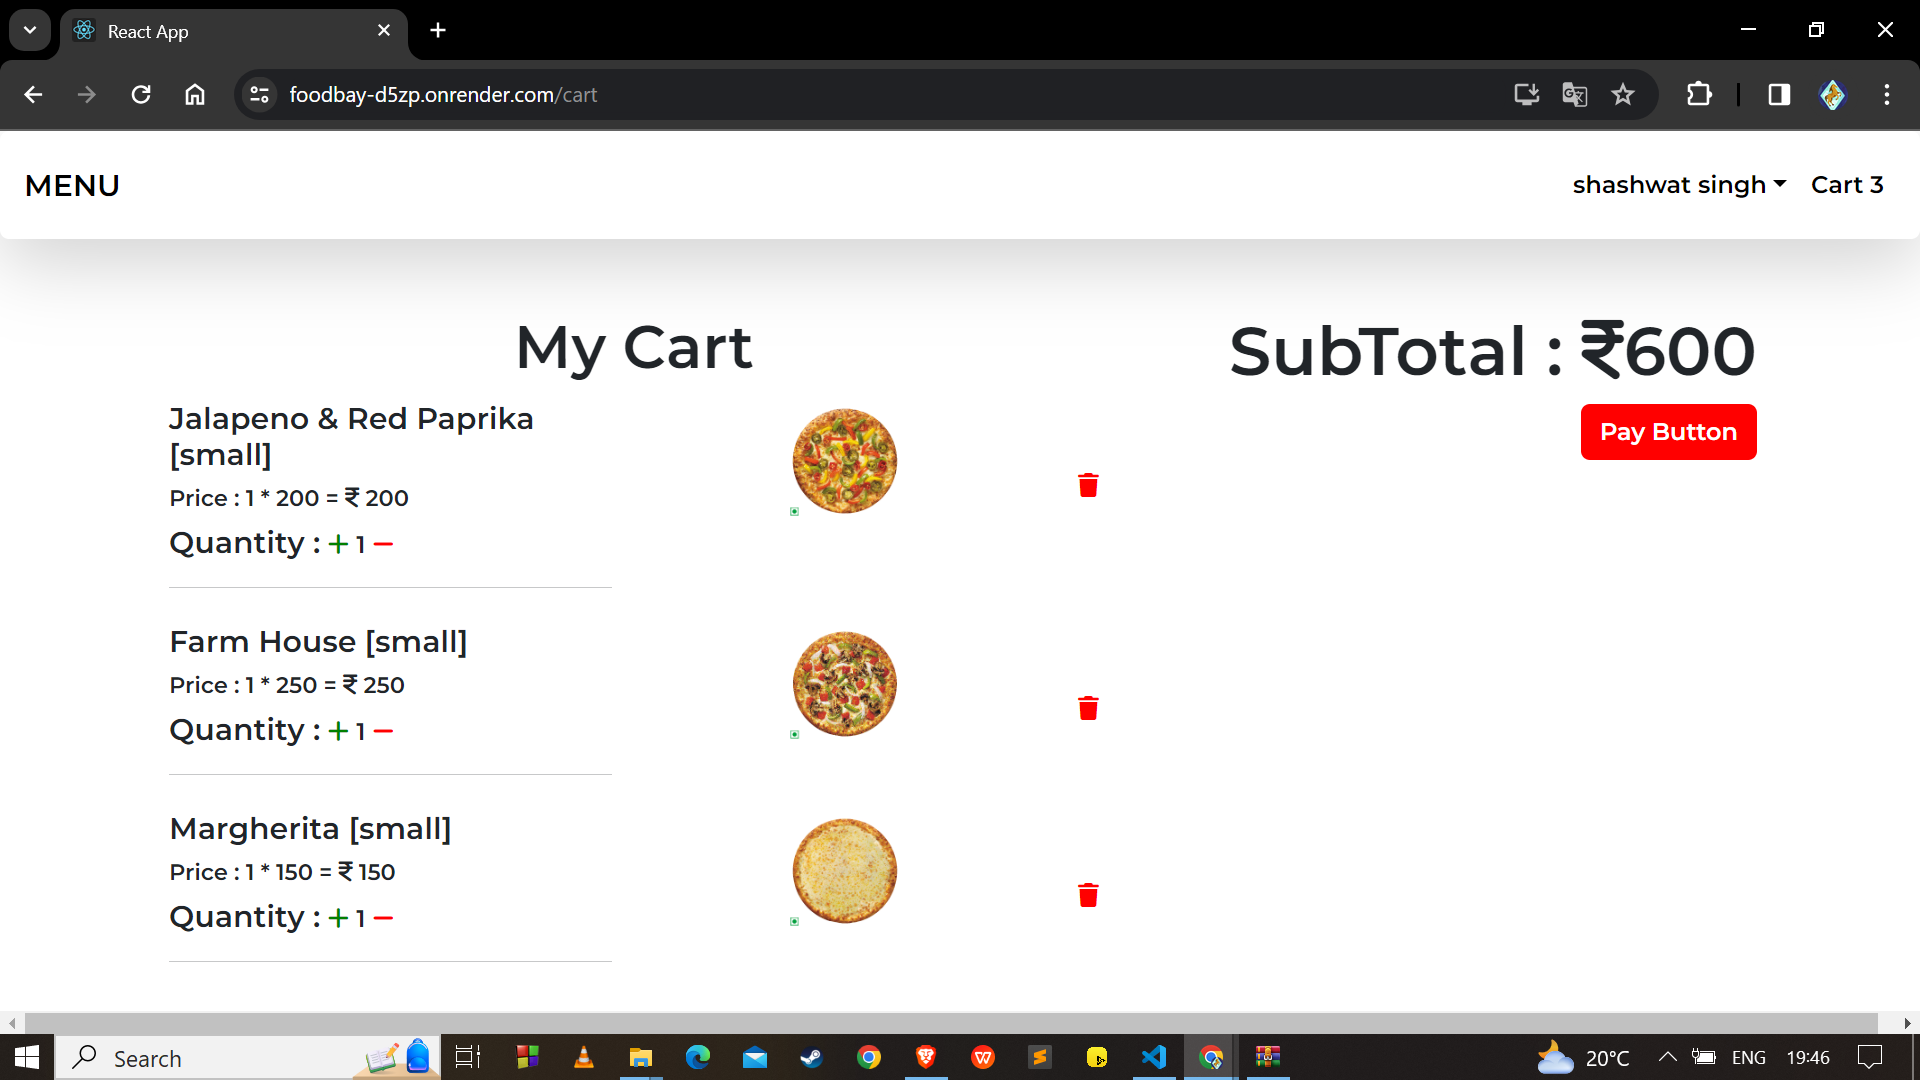 React App
foodbay-d5zp.onrender.com/cart
MENU
shashwat singh
Cart 3
My Cart
SubTotal : ₹600
Pay Button
Jalapeno & Red Paprika
[small]
Price : 1 * 200 = ₹ 200
Quantity : + 1 −
Farm House [small]
Price : 1 * 250 = ₹ 250
Quantity : + 1 −
Margherita [small]
Price : 1 * 150 = ₹ 150
Quantity : + 1 −
Search
20°C
ENG
19:46